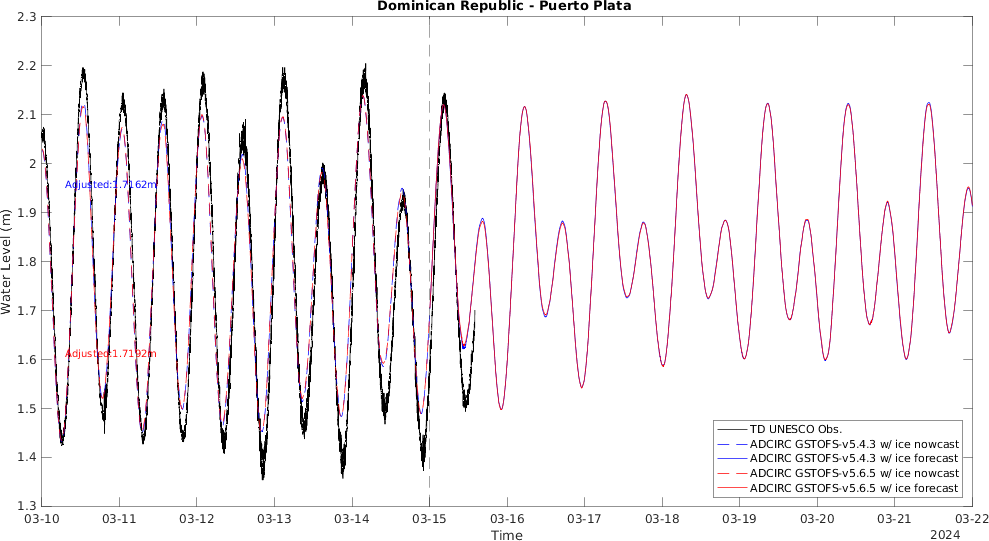 Dominican Republic - Puerto Plata
2.3
2.2
2.1
2
1.9
1.8
1.7
1.6
1.5
1.4
1.3
Water Level (m)
Adjusted:1.7162m
Adjusted:1.7192m
TD UNESCO Obs.
ADCIRC GSTOFS-v5.4.3 w/ ice nowcast
ADCIRC GSTOFS-v5.4.3 w/ ice forecast
ADCIRC GSTOFS-v5.6.5 w/ ice nowcast
ADCIRC GSTOFS-v5.6.5 w/ ice forecast
03-10 03-11 03-12 03-13 03-14 03-15 03-16 03-17 03-18 03-19 03-20 03-21 03-22
Time
2024